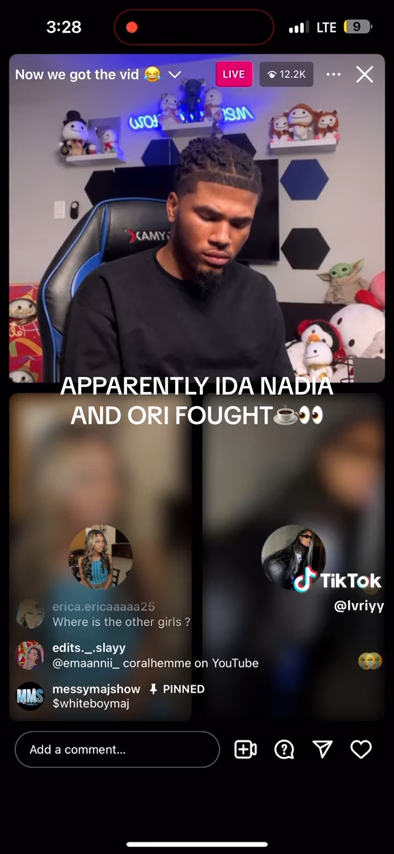 3:28
LTE
9
Now we got the vid 😂
LIVE
12.2K
XAMY
APPARENTLY IDA NADIA
AND ORI FOUGHT☕👀
TikTok
@lvriyy
erica.ericaaaaa25
Where is the other girls ?
edits._.slayy
@emaannii_ coralhemme on YouTube
MMS
messymajshow PINNED
$whiteboymaj
Add a comment...